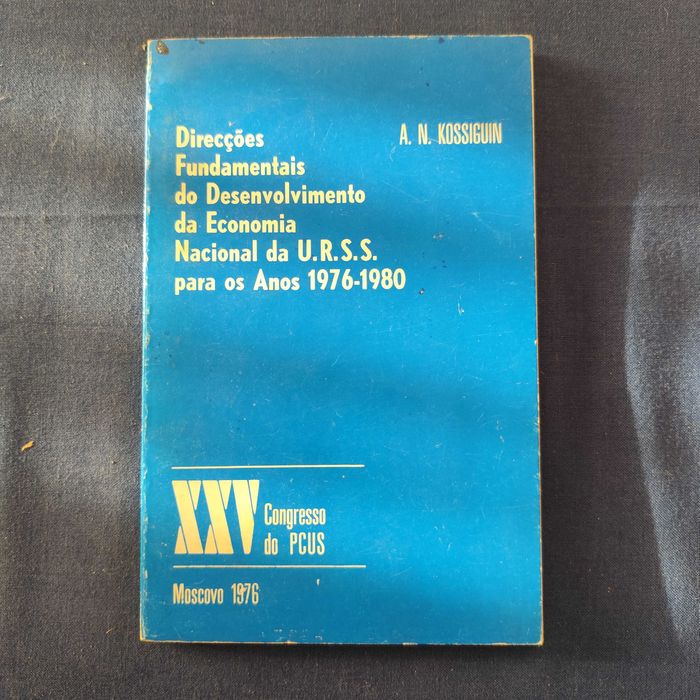 Direcções
Fundamentais
do Desenvolvimento
da Economia
Nacional da U.R.S.S.
para os Anos 1976-1980
A. N. KOSSIGUIN
XXV
Congresso
do PCUS
Moscovo 1976